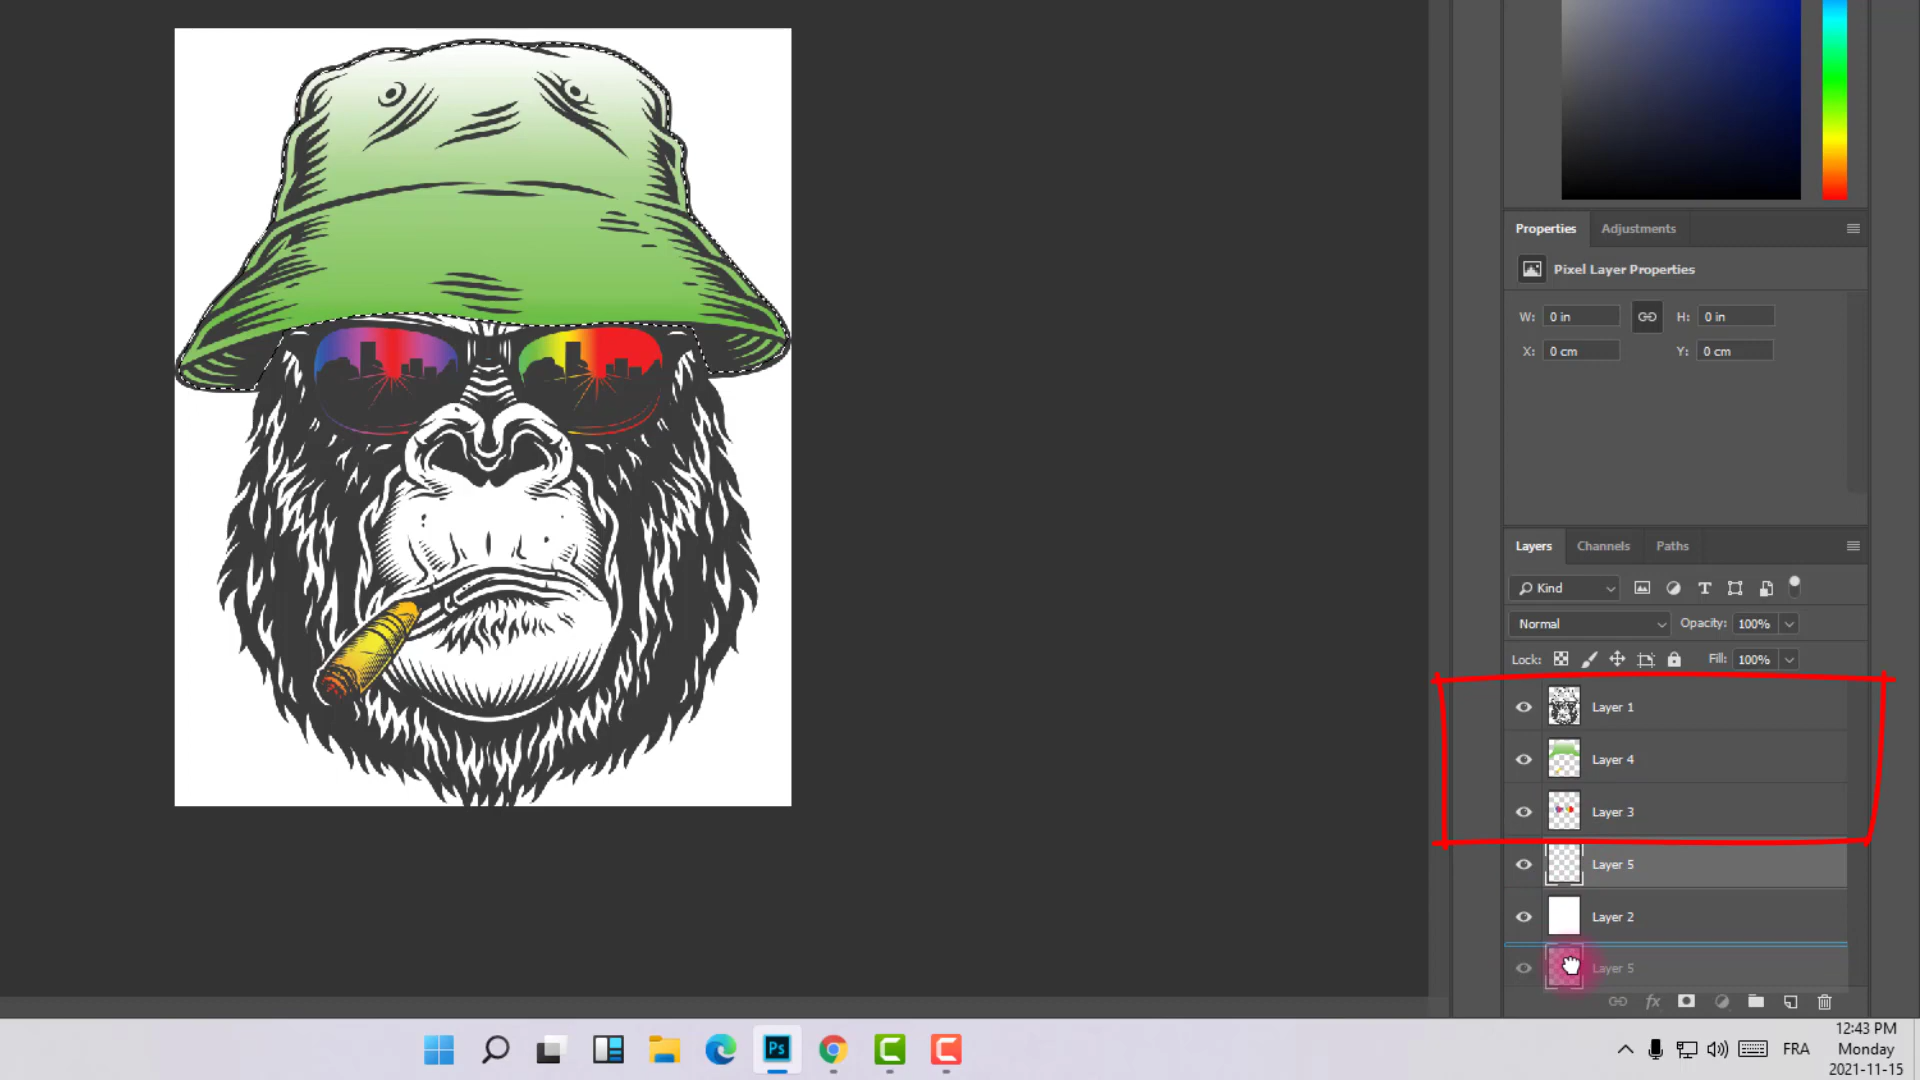 Properties Adjustments
Pixel Layer Properties
W: 0 in H: 0 in
X: 0 cm Y: 0 cm
Layers Channels Paths
Kind
Normal Opacity: 100%
Lock: Fill: 100%
Layer 1
Layer 4
Layer 3
Layer 5
Layer 2
Layer 5
fx
Ps
12:43 PM
FRA Monday
2021-11-15